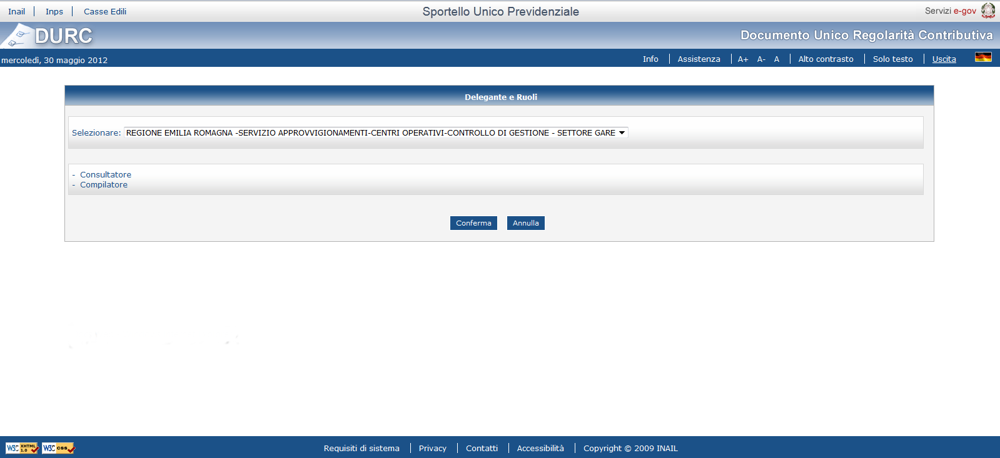 Inail | Inps | Casse Edili
Sportello Unico Previdenziale
Servizi e-gov
DURC
Documento Unico Regolarità Contributiva
mercoledì, 30 maggio 2012
Info | Assistenza | A+ A- A | Alto contrasto | Solo testo | Uscita
Delegante e Ruoli
Selezionare: REGIONE EMILIA ROMAGNA -SERVIZIO APPROVVIGIONAMENTI-CENTRI OPERATIVI-CONTROLLO DI GESTIONE - SETTORE GARE
- Consultatore
- Compilatore
Conferma Annulla
W3C XHTML 1.0 W3C CSS
Requisiti di sistema | Privacy | Contatti | Accessibilità | Copyright © 2009 INAIL